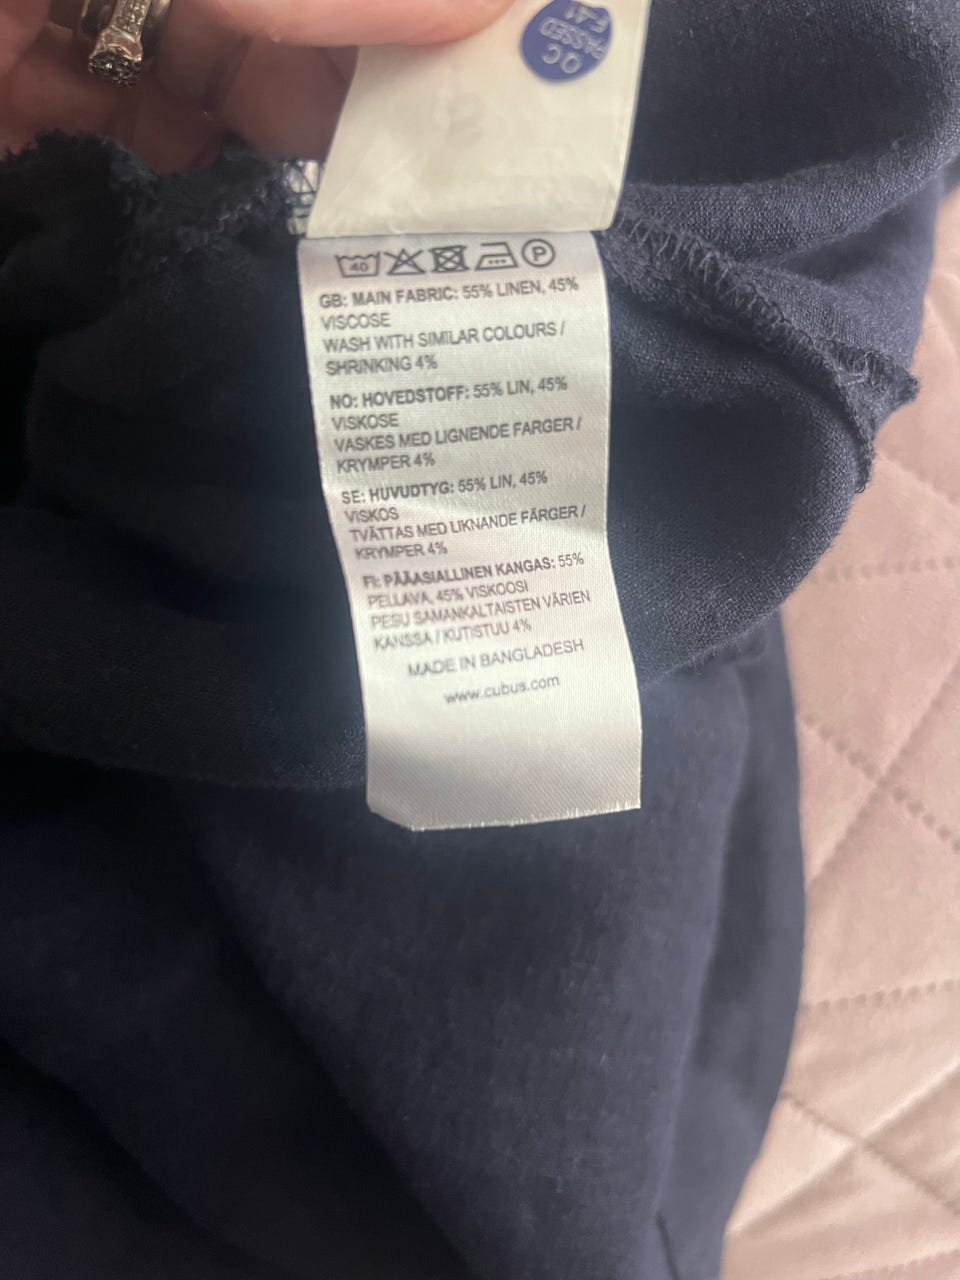 QC
PASSED
F-41
40
P
GB: MAIN FABRIC: 55% LINEN, 45%
VISCOSE
WASH WITH SIMILAR COLOURS /
SHRINKING 4%
NO: HOVEDSTOFF: 55% LIN, 45%
VISKOSE
VASKES MED LIGNENDE FARGER /
KRYMPER 4%
SE: HUVUDTYG: 55% LIN, 45%
VISKOS
TVÄTTAS MED LIKNANDE FÄRGER /
KRYMPER 4%
FI: PÄÄASIALLINEN KANGAS: 55%
PELLAVA, 45% VISKOOSI
PESU SAMANKALTAISTEN VÄRIEN
KANSSA / KUTISTUU 4%
MADE IN BANGLADESH
www.cubus.com